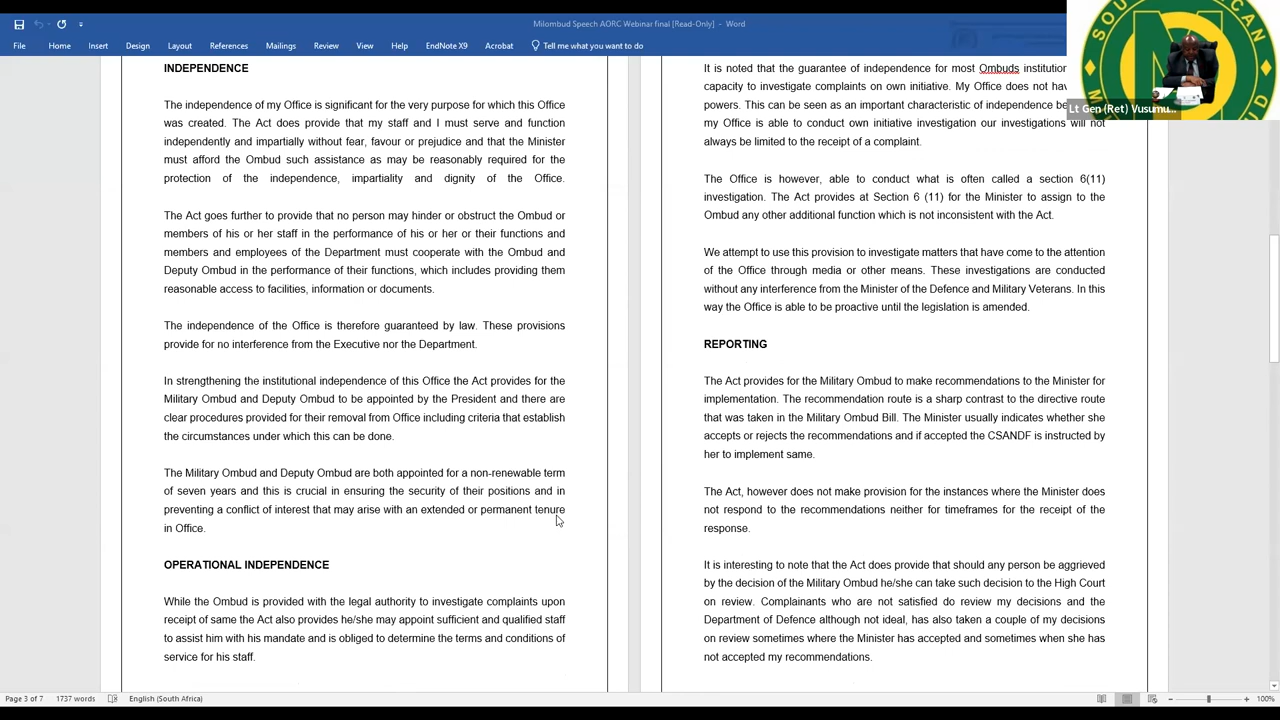 Milombud Speech AORC Webinar final [Read-Only] - Word
File Home Insert Design Layout References Mailings Review View Help EndNote X9 Acrobat Tell me what you want to do
INDEPENDENCE
The independence of my Office is significant for the very purpose for which this Office
was created. The Act does provide that my staff and I must serve and function
independently and impartially without fear, favour or prejudice and that the Minister
must afford the Ombud such assistance as may be reasonably required for the
protection of the independence, impartiality and dignity of the Office.
The Act goes further to provide that no person may hinder or obstruct the Ombud or
members of his or her staff in the performance of his or her or their functions and
members and employees of the Department must cooperate with the Ombud and
Deputy Ombud in the performance of their functions, which includes providing them
reasonable access to facilities, information or documents.
The independence of the Office is therefore guaranteed by law. These provisions
provide for no interference from the Executive nor the Department.
In strengthening the institutional independence of this Office the Act provides for the
Military Ombud and Deputy Ombud to be appointed by the President and there are
clear procedures provided for their removal from Office including criteria that establish
the circumstances under which this can be done.
The Military Ombud and Deputy Ombud are both appointed for a non-renewable term
of seven years and this is crucial in ensuring the security of their positions and in
preventing a conflict of interest that may arise with an extended or permanent tenure
in Office.
OPERATIONAL INDEPENDENCE
While the Ombud is provided with the legal authority to investigate complaints upon
receipt of same the Act also provides he/she may appoint sufficient and qualified staff
to assist him with his mandate and is obliged to determine the terms and conditions of
service for his staff.
It is noted that the guarantee of independence for most Ombuds institution
capacity to investigate complaints on own initiative. My Office does not hav
powers. This can be seen as an important characteristic of independence be
my Office is able to conduct own initiative investigation our investigations will not
always be limited to the receipt of a complaint.
The Office is however, able to conduct what is often called a section 6(11)
investigation. The Act provides at Section 6 (11) for the Minister to assign to the
Ombud any other additional function which is not inconsistent with the Act.
We attempt to use this provision to investigate matters that have come to the attention
of the Office through media or other means. These investigations are conducted
without any interference from the Minister of the Defence and Military Veterans. In this
way the Office is able to be proactive until the legislation is amended.
REPORTING
The Act provides for the Military Ombud to make recommendations to the Minister for
implementation. The recommendation route is a sharp contrast to the directive route
that was taken in the Military Ombud Bill. The Minister usually indicates whether she
accepts or rejects the recommendations and if accepted the CSANDF is instructed by
her to implement same.
The Act, however does not make provision for the instances where the Minister does
not respond to the recommendations neither for timeframes for the receipt of the
response.
It is interesting to note that the Act does provide that should any person be aggrieved
by the decision of the Military Ombud he/she can take such decision to the High Court
on review. Complainants who are not satisfied do review my decisions and the
Department of Defence although not ideal, has also taken a couple of my decisions
on review sometimes where the Minister has accepted and sometimes when she has
not accepted my recommendations.
Lt Gen (Ret) Vusumu...
Page 3 of 7 1737 words English (South Africa) 100%